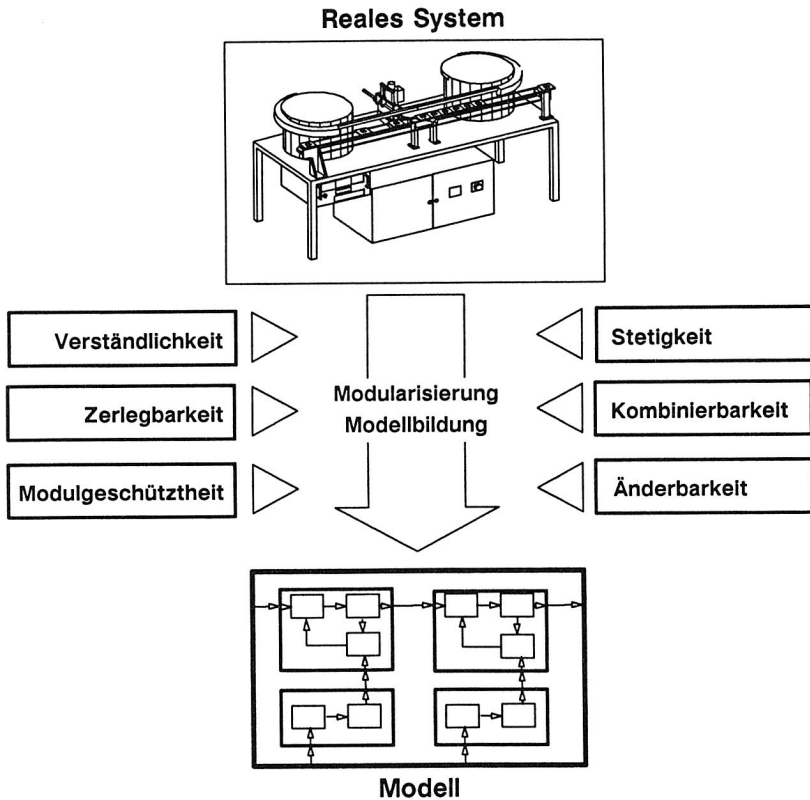 Reales System
Verständlichkeit
Zerlegbarkeit
Modulgeschütztheit
Modularisierung
Modellbildung
Stetigkeit
Kombinierbarkeit
Änderbarkeit
Modell